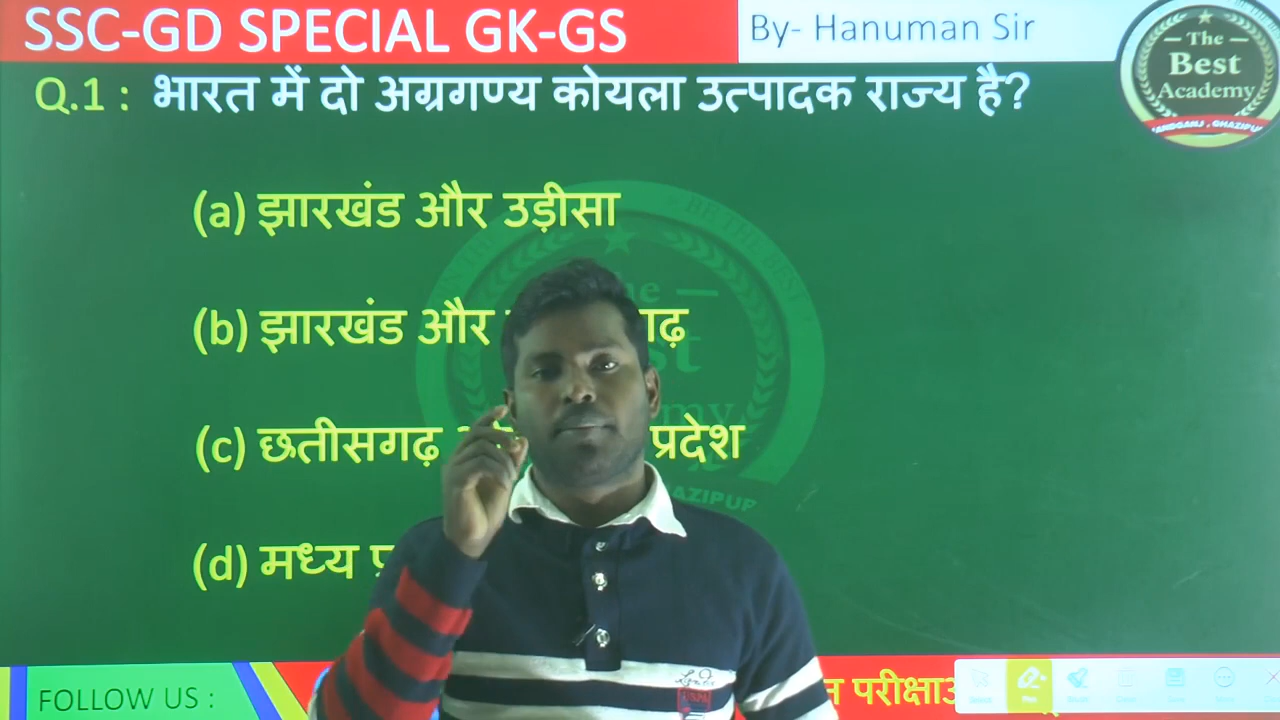 SSC-GD SPECIAL GK-GS
By- Hanuman Sir
The
Best
Academy
Q.1 : भारत में दो अग्रगण्य कोयला उत्पादक राज्य है?
(a) झारखंड और उड़ीसा
(b) झारखंड और
(c) छतीसगढ़ प्रदेश
(d) मध्य
FOLLOW US :